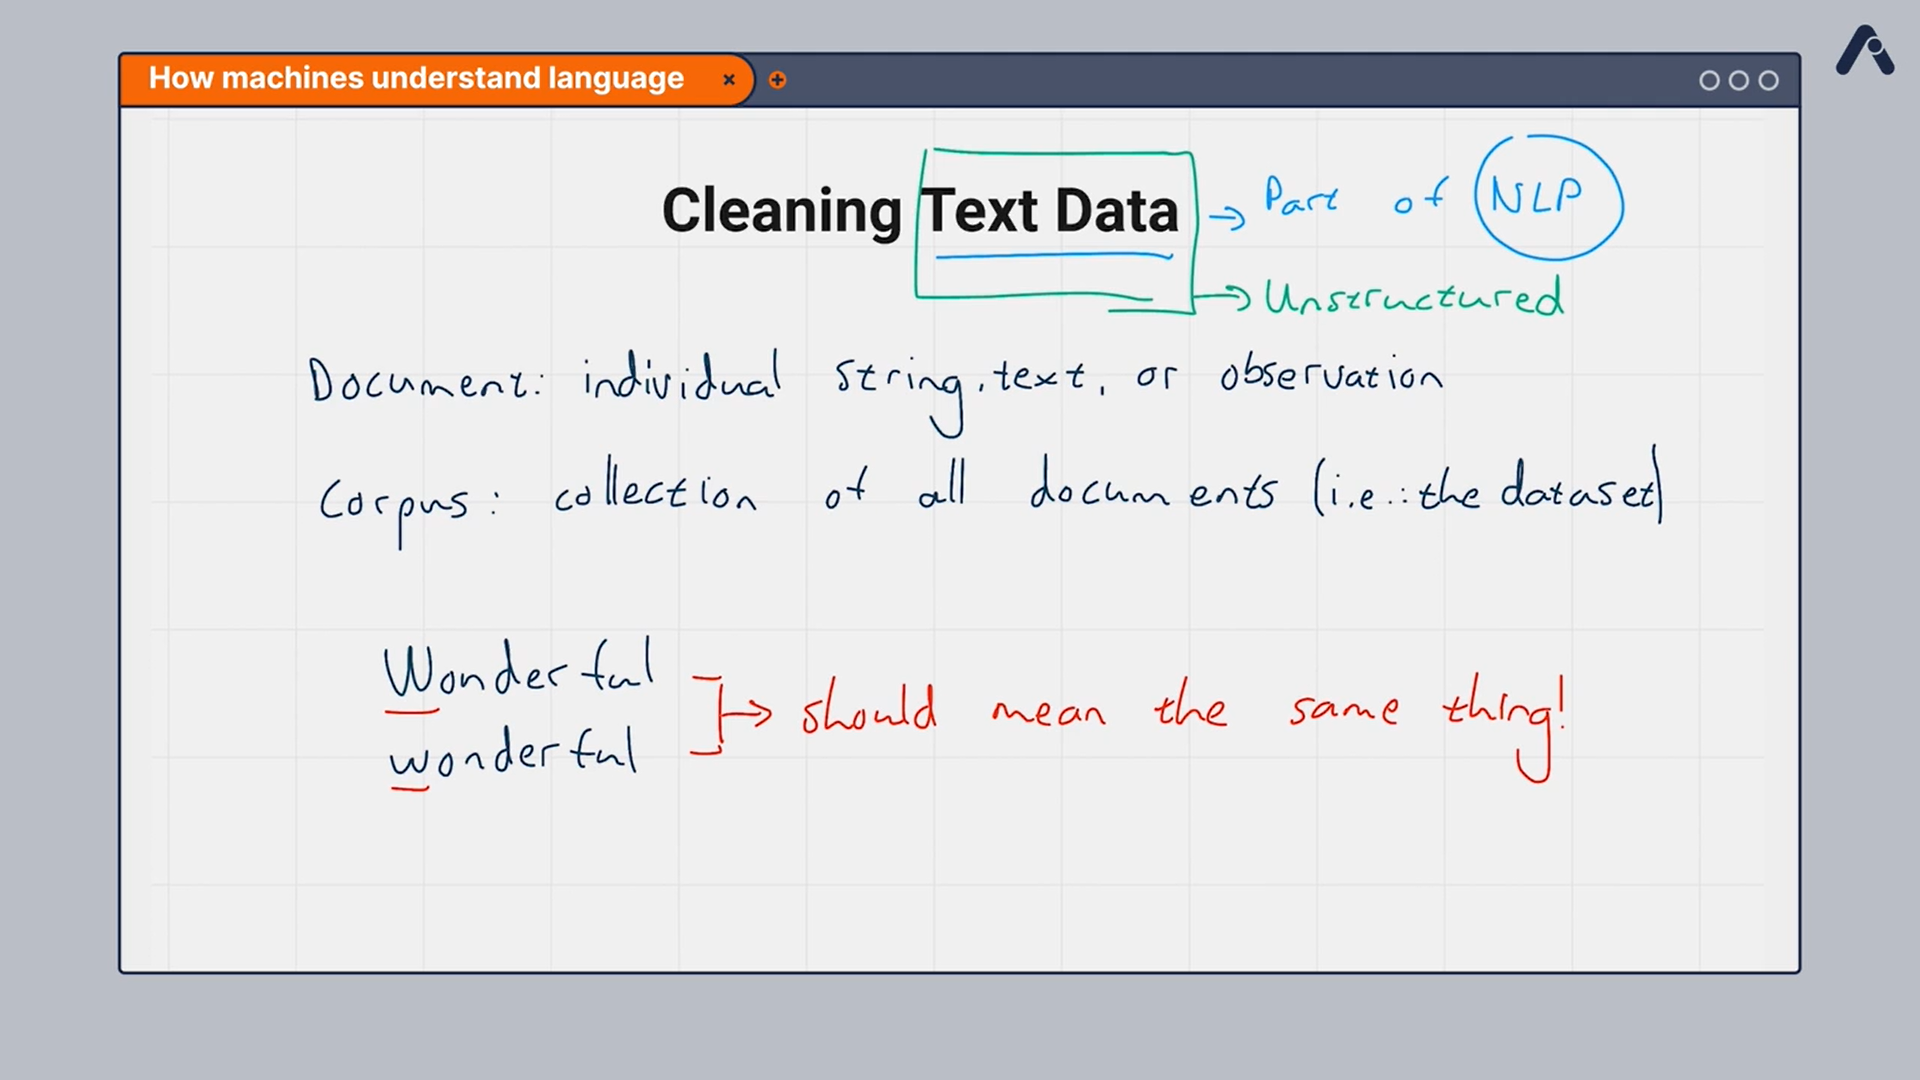 How machines understand language
Cleaning Text Data → Part of NLP
→ Unstructured
Document: individual string, text, or observation
Corpus: collection of all documents (i.e.: the dataset)
Wonderful
wonderful
→ should mean the same thing!